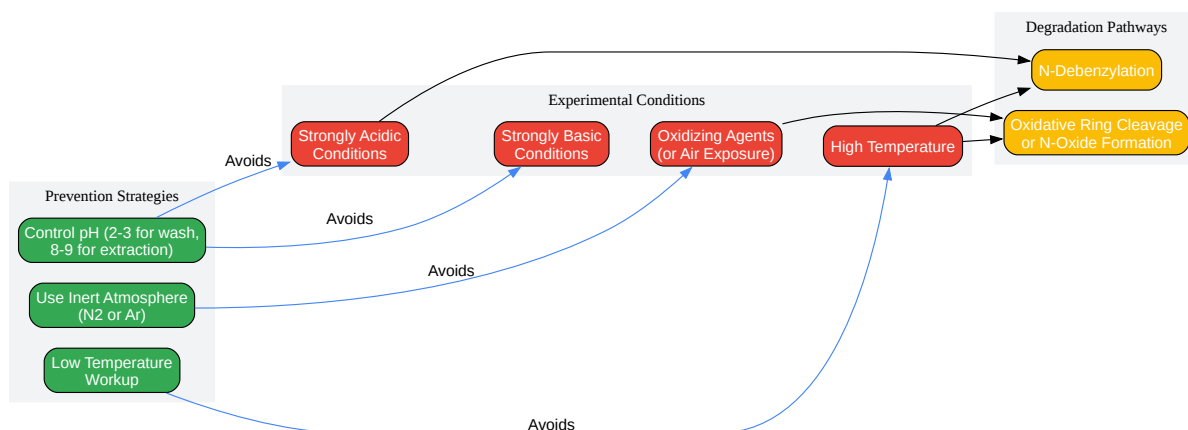 Degradation Pathways
N-Debenzylation
Oxidative Ring Cleavage
or N-Oxide Formation
Experimental Conditions
Strongly Acidic
Conditions
Strongly Basic
Conditions
Oxidizing Agents
(or Air Exposure)
High Temperature
Avoids
Avoids
Avoids
Avoids
Prevention Strategies
Control pH (2-3 for wash,
8-9 for extraction)
Use Inert Atmosphere
(N2 or Ar)
Low Temperature
Workup